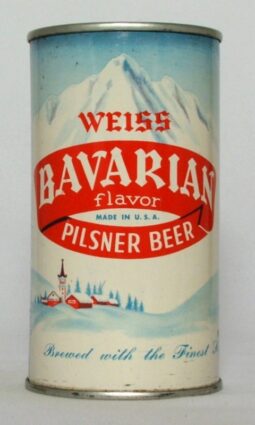 WEISS
BAVARIAN
flavor
MADE IN U.S.A.
PILSNER BEER
Brewed with the Finest